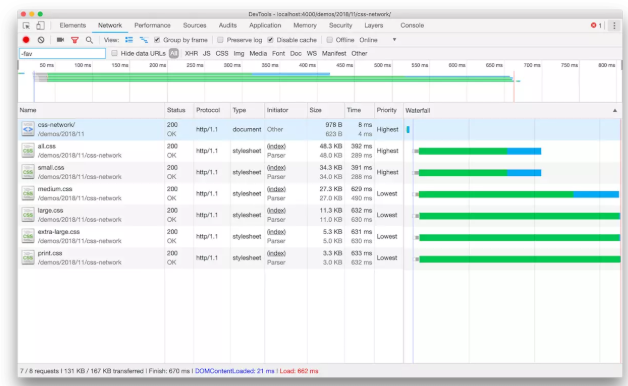 DevTools - localhost:4000/demos/2018/11/css-network/
Elements Network Performance Sources Audits Application Memory Security Layers Console 1
View: Group by frame Preserve log Disable cache Offline Online
-fav Hide data URLs All XHR JS CSS Img Media Font Doc WS Manifest Other
50 ms 100 ms 150 ms 200 ms 250 ms 300 ms 350 ms 400 ms 450 ms 500 ms 550 ms 600 ms 650 ms 700 ms 750 ms 800 ms
Name Status Protocol Type Initiator Size Time Priority Waterfall
css-network/ 200 http/1.1 document Other 978 B 8 ms Highest
/demos/2018/11 OK 623 B 4 ms
all.css 200 http/1.1 stylesheet (index) 48.3 KB 392 ms Highest
/demos/2018/11/css-network OK Parser 48.0 KB 289 ms
small.css 200 http/1.1 stylesheet (index) 34.3 KB 391 ms Highest
/demos/2018/11/css-network OK Parser 34.0 KB 288 ms
medium.css 200 http/1.1 stylesheet (index) 27.3 KB 629 ms Lowest
/demos/2018/11/css-network OK Parser 27.0 KB 490 ms
large.css 200 http/1.1 stylesheet (index) 11.3 KB 632 ms Lowest
/demos/2018/11/css-network OK Parser 11.0 KB 630 ms
extra-large.css 200 http/1.1 stylesheet (index) 5.3 KB 631 ms Lowest
/demos/2018/11/css-network OK Parser 5.0 KB 630 ms
print.css 200 http/1.1 stylesheet (index) 3.3 KB 633 ms Lowest
/demos/2018/11/css-network OK Parser 3.0 KB 632 ms
7 / 8 requests | 131 KB / 167 KB transferred | Finish: 670 ms | DOMContentLoaded: 21 ms | Load: 662 ms